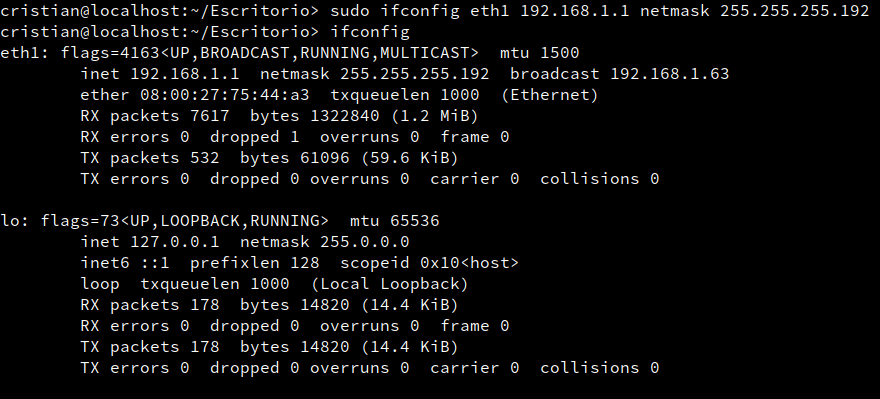 cristian@localhost:~/Escritorio> sudo ifconfig eth1 192.168.1.1 netmask 255.255.255.192
cristian@localhost:~/Escritorio> ifconfig
eth1: flags=4163<UP,BROADCAST,RUNNING,MULTICAST>  mtu 1500
        inet 192.168.1.1  netmask 255.255.255.192  broadcast 192.168.1.63
        ether 08:00:27:75:44:a3  txqueuelen 1000  (Ethernet)
        RX packets 7617  bytes 1322840 (1.2 MiB)
        RX errors 0  dropped 1  overruns 0  frame 0
        TX packets 532  bytes 61096 (59.6 KiB)
        TX errors 0  dropped 0 overruns 0  carrier 0  collisions 0

lo: flags=73<UP,LOOPBACK,RUNNING>  mtu 65536
        inet 127.0.0.1  netmask 255.0.0.0
        inet6 ::1  prefixlen 128  scopeid 0x10<host>
        loop  txqueuelen 1000  (Local Loopback)
        RX packets 178  bytes 14820 (14.4 KiB)
        RX errors 0  dropped 0  overruns 0  frame 0
        TX packets 178  bytes 14820 (14.4 KiB)
        TX errors 0  dropped 0 overruns 0  carrier 0  collisions 0